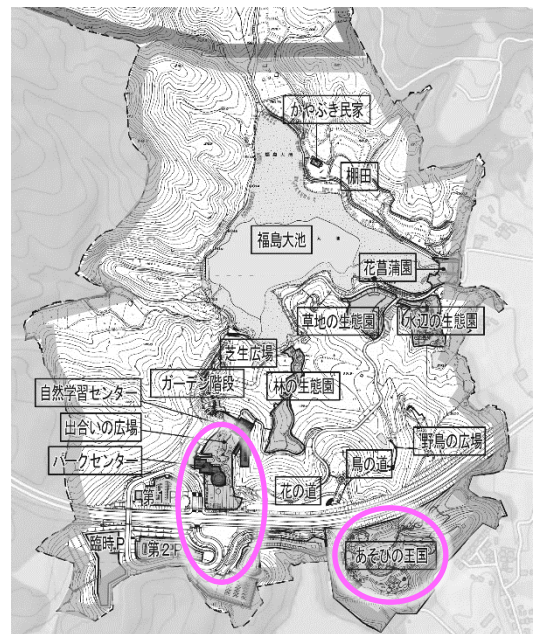 かやぶき民家
棚田
福島大池
花菖蒲園
草地の生態園
水辺の生態園
芝生広場
ガーデン階段
林の生態園
自然学習センター
出合いの広場
パークセンター
野鳥の広場
鳥の道
花の道
第1P
臨時P
第2P
あそびの王国